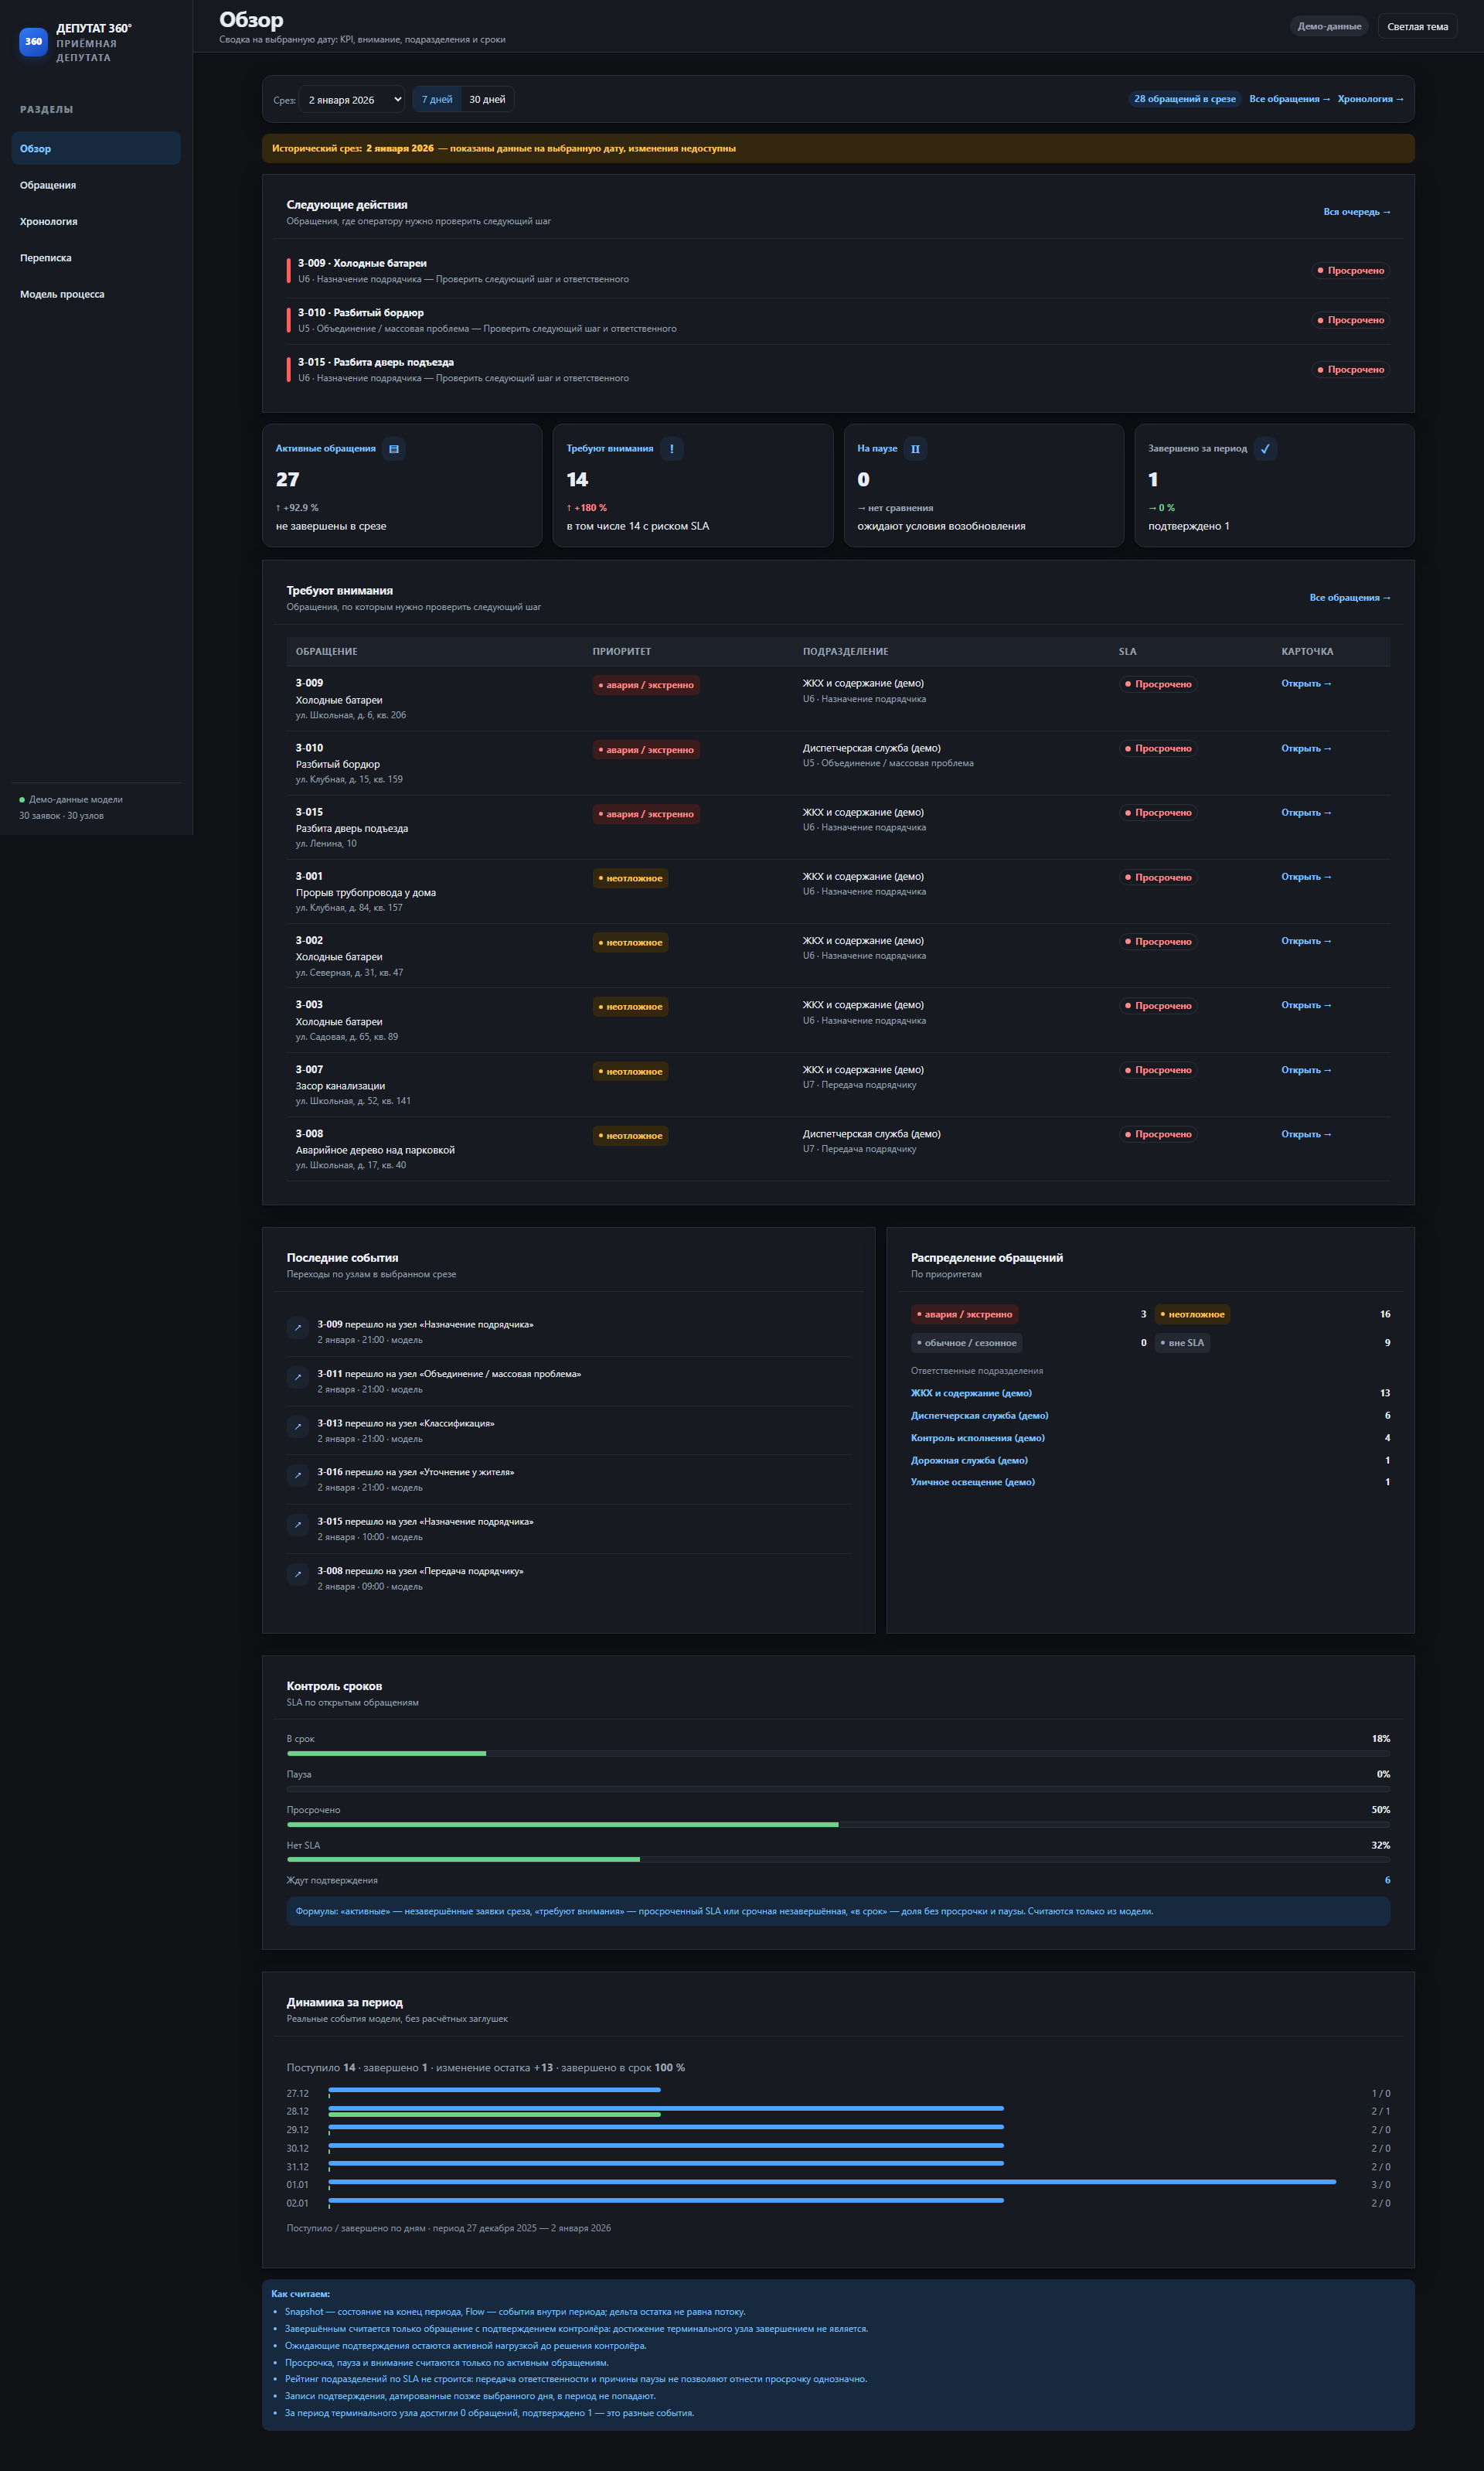 360
ДЕПУТАТ 360°
ПРИЁМНАЯ
ДЕПУТАТА
РАЗДЕЛЫ
Обзор
Обращения
Хронология
Переписка
Модель процесса
Демо-данные модели
30 заявок · 30 узлов
Обзор
Сводка на выбранную дату: KPI, внимание, подразделения и сроки
Демо-данные
Светлая тема
Срез: 2 января 2026 7 дней 30 дней
28 обращений в срезе Все обращения → Хронология →
Исторический срез: 2 января 2026 — показаны данные на выбранную дату, изменения недоступны
Следующие действия
Обращения, где оператору нужно проверить следующий шаг
Вся очередь →
З-009 · Холодные батареи
U6 · Назначение подрядчика — Проверить следующий шаг и ответственного
Просрочено
З-010 · Разбитый бордюр
U5 · Объединение / массовая проблема — Проверить следующий шаг и ответственного
Просрочено
З-015 · Разбита дверь подъезда
U6 · Назначение подрядчика — Проверить следующий шаг и ответственного
Просрочено
Активные обращения
27
↑ +92.9 %
не завершены в срезе
Требуют внимания !
14
↑ +180 %
в том числе 14 с риском SLA
На паузе
0
→ нет сравнения
ожидают условия возобновления
Завершено за период ✓
1
→ 0 %
подтверждено 1
Требуют внимания
Обращения, по которым нужно проверить следующий шаг
Все обращения →
ОБРАЩЕНИЕ ПРИОРИТЕТ ПОДРАЗДЕЛЕНИЕ SLA КАРТОЧКА
З-009 авария / экстренно ЖКХ и содержание (демо) Просрочено Открыть →
Холодные батареи U6 · Назначение подрядчика
ул. Школьная, д. 6, кв. 206
З-010 авария / экстренно Диспетчерская служба (демо) Просрочено Открыть →
Разбитый бордюр U5 · Объединение / массовая проблема
ул. Клубная, д. 15, кв. 159
З-015 авария / экстренно ЖКХ и содержание (демо) Просрочено Открыть →
Разбита дверь подъезда U6 · Назначение подрядчика
ул. Ленина, 10
З-001 неотложное ЖКХ и содержание (демо) Просрочено Открыть →
Прорыв трубопровода у дома U6 · Назначение подрядчика
ул. Клубная, д. 84, кв. 157
З-002 неотложное ЖКХ и содержание (демо) Просрочено Открыть →
Холодные батареи U6 · Назначение подрядчика
ул. Северная, д. 31, кв. 47
З-003 неотложное ЖКХ и содержание (демо) Просрочено Открыть →
Холодные батареи U6 · Назначение подрядчика
ул. Садовая, д. 65, кв. 89
З-007 неотложное ЖКХ и содержание (демо) Просрочено Открыть →
Засор канализации U7 · Передача подрядчику
ул. Школьная, д. 52, кв. 141
З-008 неотложное Диспетчерская служба (демо) Просрочено Открыть →
Аварийное дерево над парковкой U7 · Передача подрядчику
ул. Школьная, д. 17, кв. 40
Последние события
Переходы по узлам в выбранном срезе
З-009 перешло на узел «Назначение подрядчика»
2 января · 21:00 · модель
З-011 перешло на узел «Объединение / массовая проблема»
2 января · 21:00 · модель
З-013 перешло на узел «Классификация»
2 января · 21:00 · модель
З-016 перешло на узел «Уточнение у жителя»
2 января · 21:00 · модель
З-015 перешло на узел «Назначение подрядчика»
2 января · 10:00 · модель
З-008 перешло на узел «Передача подрядчику»
2 января · 09:00 · модель
Распределение обращений
По приоритетам
авария / экстренно 3 неотложное 16
обычное / сезонное 0 вне SLA 9
Ответственные подразделения
ЖКХ и содержание (демо) 13
Диспетчерская служба (демо) 6
Контроль исполнения (демо) 4
Дорожная служба (демо) 1
Уличное освещение (демо) 1
Контроль сроков
SLA по открытым обращениям
В срок 18%
Пауза 0%
Просрочено 50%
Нет SLA 32%
Ждут подтверждения 6
Формулы: «активные» — незавершённые заявки среза, «требуют внимания» — просроченный SLA или срочная незавершённая, «в срок» — доля без просрочки и паузы. Считаются только из модели.
Динамика за период
Реальные события модели, без расчётных заглушек
Поступило 14 · завершено 1 · изменение остатка +13 · завершено в срок 100 %
27.12 1 / 0
28.12 2 / 1
29.12 2 / 0
30.12 2 / 0
31.12 2 / 0
01.01 3 / 0
02.01 2 / 0
Поступило / завершено по дням · период 27 декабря 2025 — 2 января 2026
Как считаем:
• Snapshot — состояние на конец периода, Flow — события внутри периода; дельта остатка не равна потоку.
• Завершённым считается только обращение с подтверждением контролёра: достижение терминального узла завершением не является.
• Ожидающие подтверждения остаются активной нагрузкой до решения контролёра.
• Просрочка, пауза и внимание считаются только по активным обращениям.
• Рейтинг подразделений по SLA не строится: передача ответственности и причины паузы не позволяют отнести просрочку однозначно.
• Записи подтверждения, датированные позже выбранного дня, в период не попадают.
• За период терминального узла достигли 0 обращений, подтверждено 1 — это разные события.